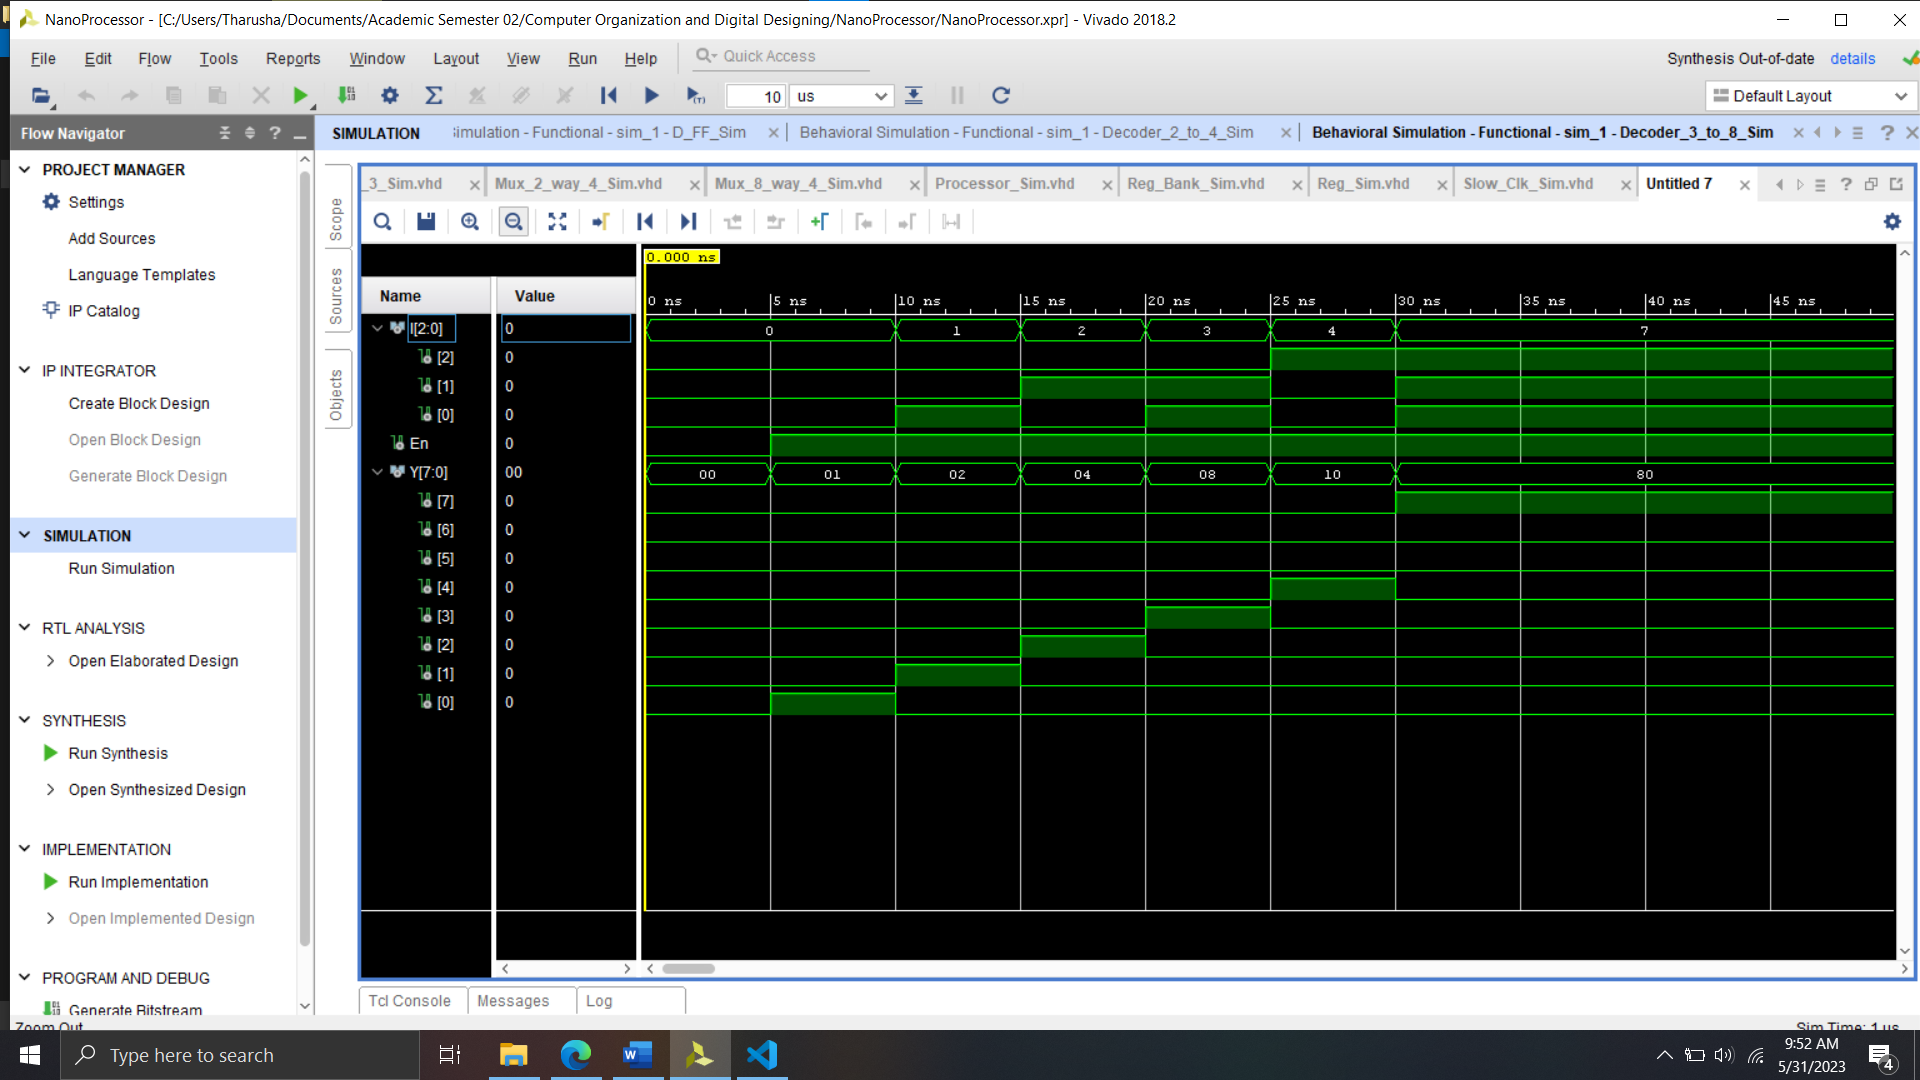 NanoProcessor - [C:/Users/Tharusha/Documents/Academic Semester 02/Computer Organization and Digital Designing/NanoProcessor/NanoProcessor.xpr] - Vivado 2018.2
File Edit Flow Tools Reports Window Layout View Run Help Quick Access
Synthesis Out-of-date details
10 us
Default Layout
Flow Navigator
SIMULATION
imulation - Functional - sim_1 - D_FF_Sim
Behavioral Simulation - Functional - sim_1 - Decoder_2_to_4_Sim
Behavioral Simulation - Functional - sim_1 - Decoder_3_to_8_Sim
PROJECT MANAGER
Settings
Add Sources
Language Templates
IP Catalog
IP INTEGRATOR
Create Block Design
Open Block Design
Generate Block Design
SIMULATION
Run Simulation
RTL ANALYSIS
Open Elaborated Design
SYNTHESIS
Run Synthesis
Open Synthesized Design
IMPLEMENTATION
Run Implementation
Open Implemented Design
PROGRAM AND DEBUG
Generate Bitstream
Zoom Out
Scope
Sources
Objects
_3_Sim.vhd Mux_2_way_4_Sim.vhd Mux_8_way_4_Sim.vhd Processor_Sim.vhd Reg_Bank_Sim.vhd Reg_Sim.vhd Slow_Clk_Sim.vhd Untitled 7
0.000 ns
Name Value
0 ns 5 ns 10 ns 15 ns 20 ns 25 ns 30 ns 35 ns 40 ns 45 ns
I[2:0] 0 0 1 2 3 4 7
[2] 0
[1] 0
[0] 0
En 0
Y[7:0] 00 00 01 02 04 08 10 80
[7] 0
[6] 0
[5] 0
[4] 0
[3] 0
[2] 0
[1] 0
[0] 0
Tcl Console Messages Log
Sim Time: 1 us
Type here to search
9:52 AM
5/31/2023
4